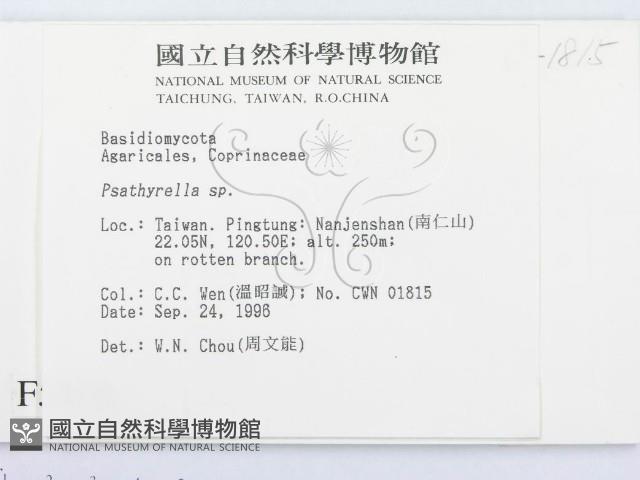 國立自然科學博物館
NATIONAL MUSEUM OF NATURAL SCIENCE
TAICHUNG, TAIWAN, R.O.CHINA
-1815
Basidiomycota
Agaricales, Coprinaceae
Psathyrella sp.
Loc.: Taiwan. Pingtung: Nanjenshan(南仁山)
22.05N, 120.50E; alt. 250m;
on rotten branch.
Col.: C.C. Wen(溫昭誠); No. CWN 01815
Date: Sep. 24, 1996
Det.: W.N. Chou(周文能)
國立自然科學博物館
NATIONAL MUSEUM OF NATURAL SCIENCE